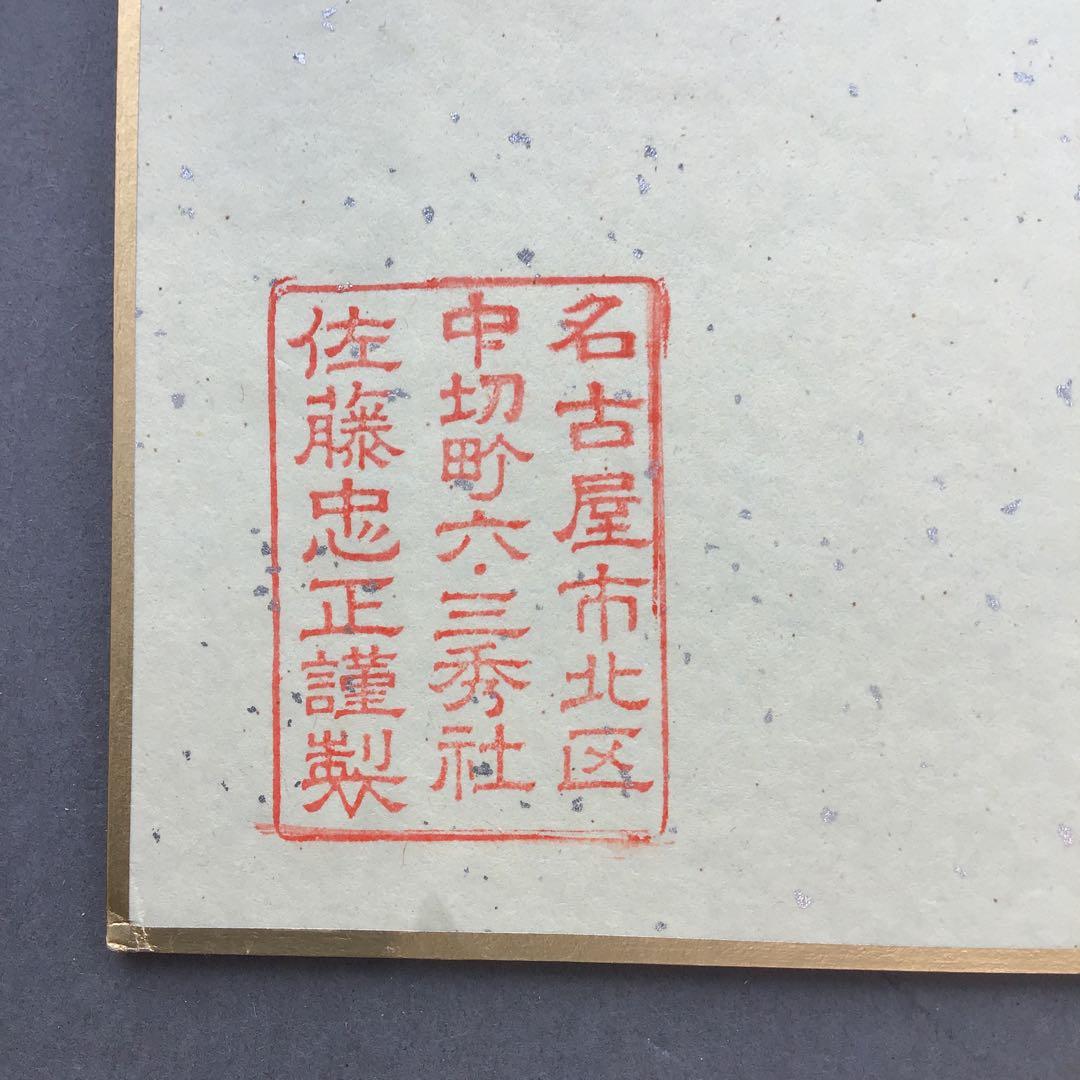 名古屋市北区
中切町六・三秀社
佐藤忠正謹製